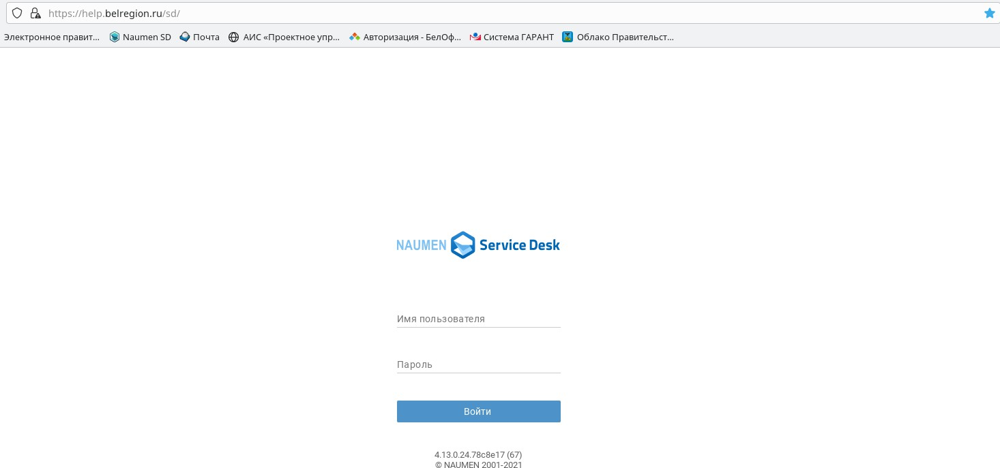 https://help.belregion.ru/sd/
Электронное правит... Naumen SD Почта АИС «Проектное упр... Авторизация - БелОф... Система ГАРАНТ Облако Правительст...
NAUMEN Service Desk
Имя пользователя
Пароль
Войти
4.13.0.24.78c8e17 (67)
© NAUMEN 2001-2021